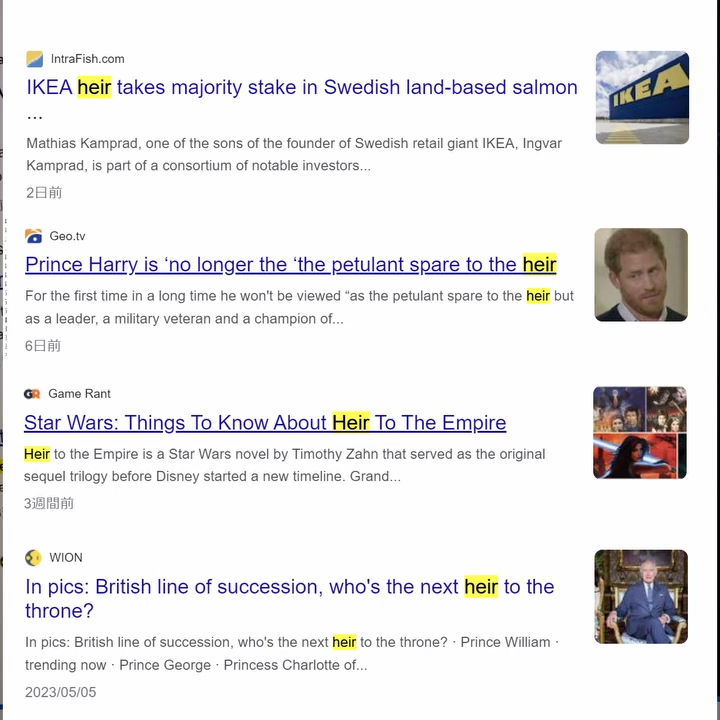 IntraFish.com
IKEA heir takes majority stake in Swedish land-based salmon
...
Mathias Kamprad, one of the sons of the founder of Swedish retail giant IKEA, Ingvar
Kamprad, is part of a consortium of notable investors...
2日前
IKEA
Geo.tv
Prince Harry is ‘no longer the ‘the petulant spare to the heir
For the first time in a long time he won't be viewed “as the petulant spare to the heir but
as a leader, a military veteran and a champion of...
6日前
GR Game Rant
Star Wars: Things To Know About Heir To The Empire
Heir to the Empire is a Star Wars novel by Timothy Zahn that served as the original
sequel trilogy before Disney started a new timeline. Grand...
3週間前
WION
In pics: British line of succession, who's the next heir to the
throne?
In pics: British line of succession, who's the next heir to the throne? · Prince William ·
trending now · Prince George · Princess Charlotte of...
2023/05/05